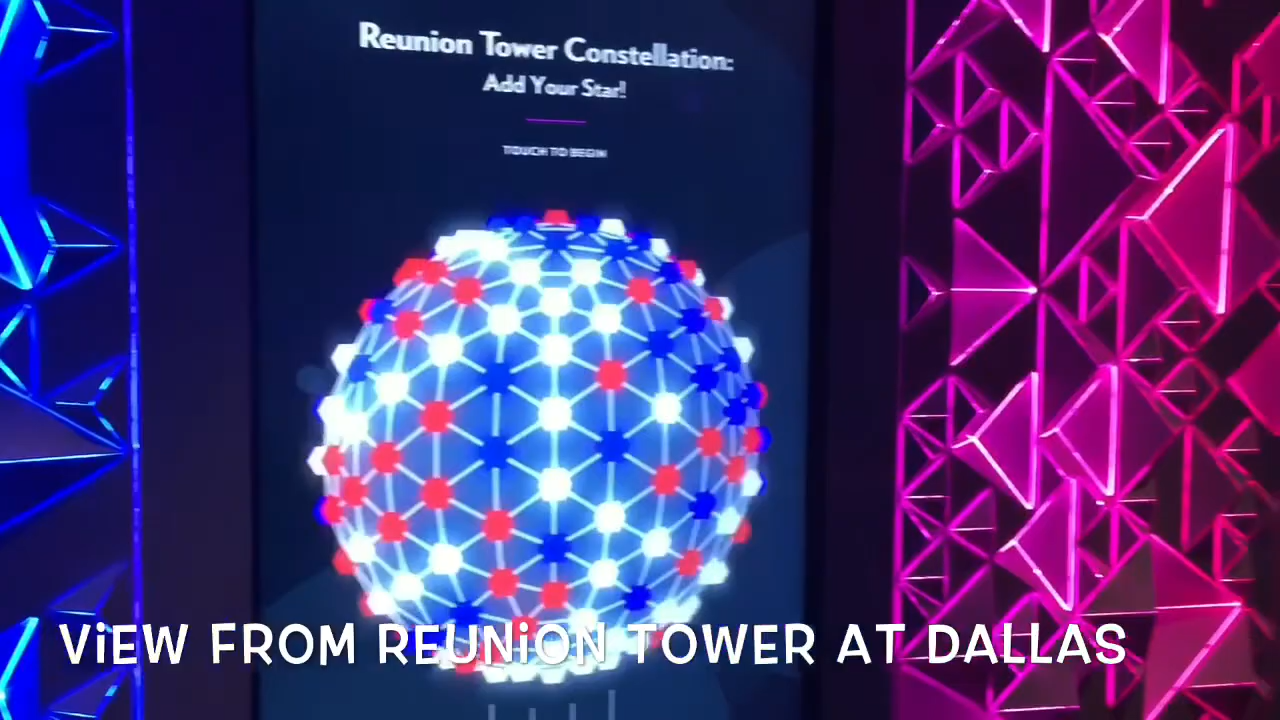 Reunion Tower Constellation:
Add Your Star!
TOUCH TO BEGIN
ViEW FROM REUNiON TOWER AT DALLAS